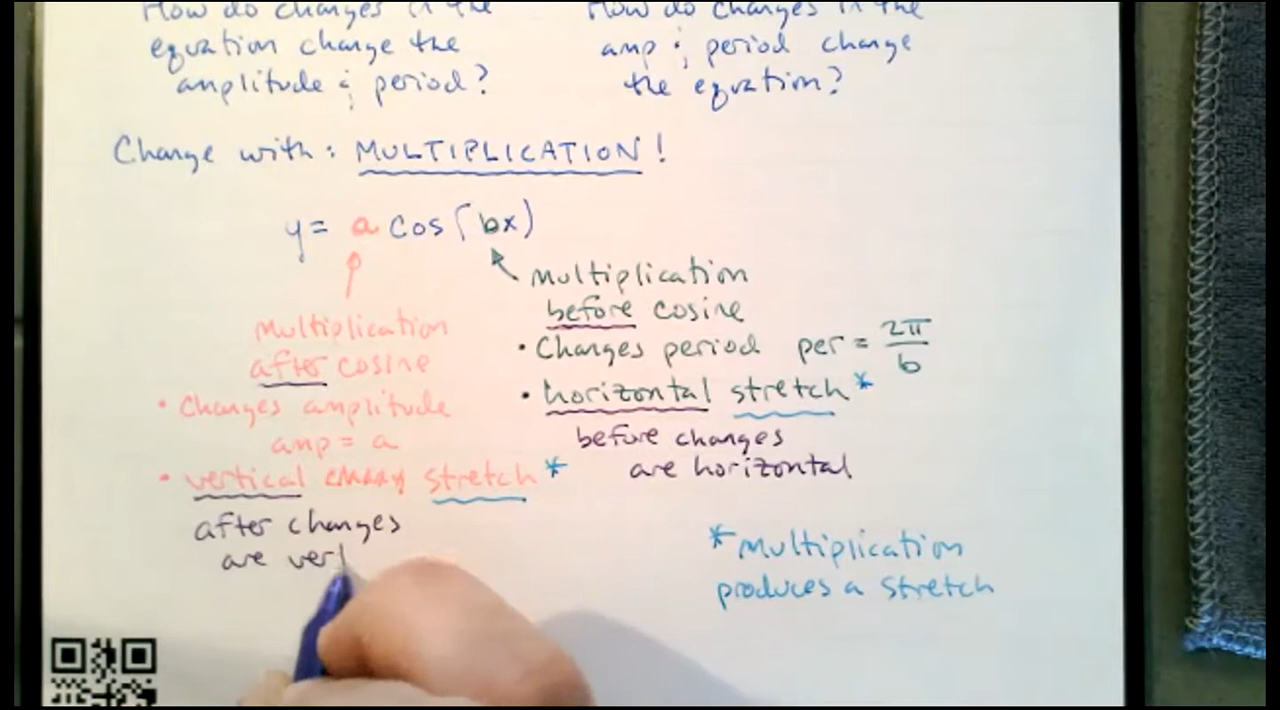 How do changes in the
equation change the
amplitude & period?
How do changes in the
amp & period change
the equation?
Change with: MULTIPLICATION!
y = a cos(bx)
Multiplication
after cosine
• Changes amplitude
amp = a
• vertical stretch*
after changes
are vert
Multiplication
before cosine
• Changes period per = 2π/b
• horizontal stretch*
before changes
are horizontal
*Multiplication
produces a stretch